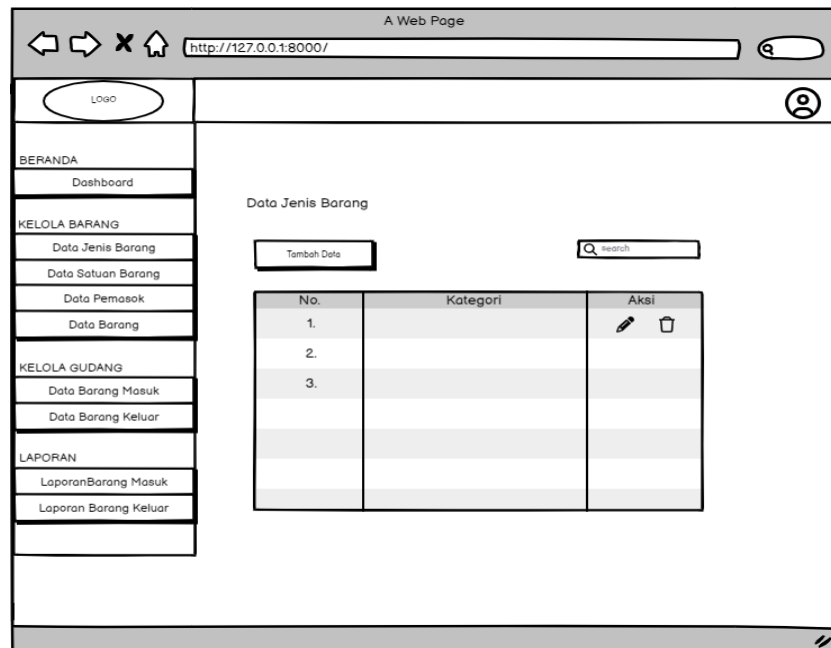 A Web Page
http://127.0.0.1:8000/
LOGO
BERANDA
Dashboard
KELOLA BARANG
Data Jenis Barang
Data Satuan Barang
Data Pemasok
Data Barang
KELOLA GUDANG
Data Barang Masuk
Data Barang Keluar
LAPORAN
LaporanBarang Masuk
Laporan Barang Keluar
Data Jenis Barang
Tambah Data
search
No. Kategori Aksi
1.
2.
3.